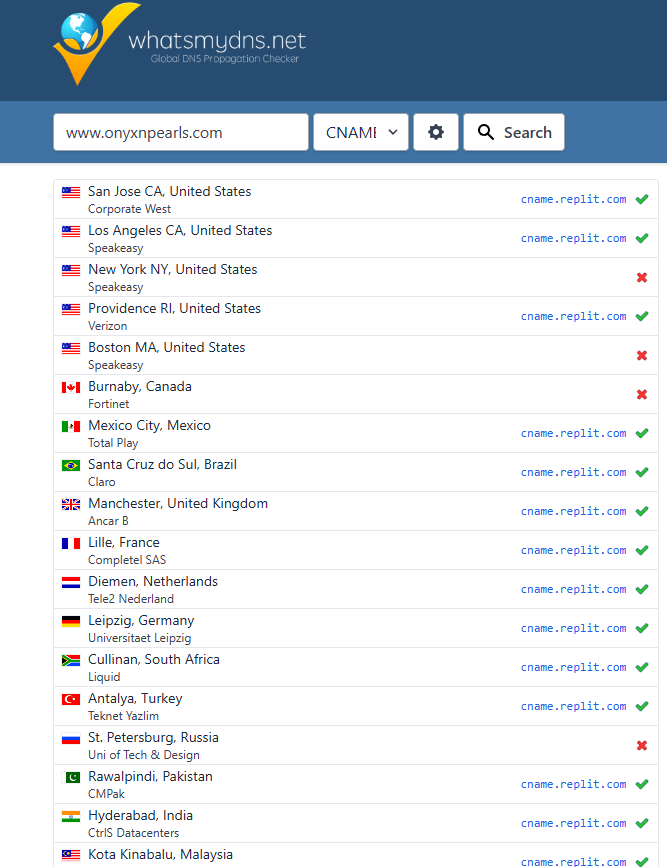 whatsmydns.net
Global DNS Propagation Checker
www.onyxnpearls.com CNAME Search
San Jose CA, United States
Corporate West cname.replit.com
Los Angeles CA, United States
Speakeasy cname.replit.com
New York NY, United States
Speakeasy
Providence RI, United States
Verizon cname.replit.com
Boston MA, United States
Speakeasy
Burnaby, Canada
Fortinet
Mexico City, Mexico
Total Play cname.replit.com
Santa Cruz do Sul, Brazil
Claro cname.replit.com
Manchester, United Kingdom
Ancar B cname.replit.com
Lille, France
Completel SAS cname.replit.com
Diemen, Netherlands
Tele2 Nederland cname.replit.com
Leipzig, Germany
Universitaet Leipzig cname.replit.com
Cullinan, South Africa
Liquid cname.replit.com
Antalya, Turkey
Teknet Yazlim cname.replit.com
St. Petersburg, Russia
Uni of Tech & Design
Rawalpindi, Pakistan
CMPak cname.replit.com
Hyderabad, India
CtrlS Datacenters cname.replit.com
Kota Kinabalu, Malaysia
cname.replit.com